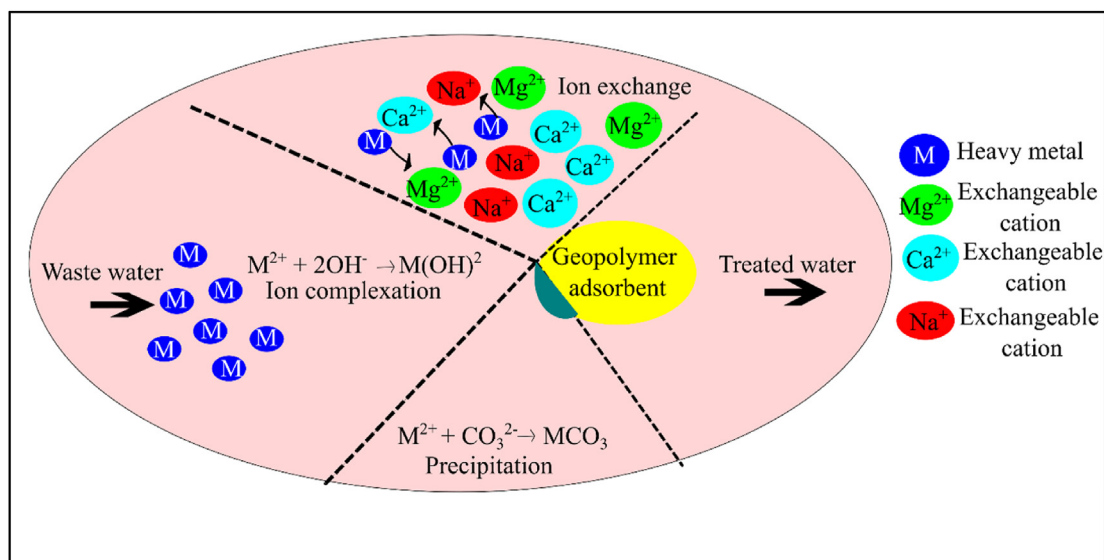 Na⁺
Mg²⁺
Ion exchange
Ca²⁺
M
M
Ca²⁺
Mg²⁺
M
Na⁺
Ca²⁺
Mg²⁺
Na⁺
Ca²⁺
M
Heavy metal
Mg²⁺
Exchangeable
cation
Ca²⁺
Exchangeable
cation
Na⁺
Exchangeable
cation
Waste water
M
M
M
M
M
M
M
M²⁺ + 2OH⁻ → M(OH)²
Ion complexation
Geopolymer
adsorbent
Treated water
M²⁺ + CO₃²⁻ → MCO₃
Precipitation